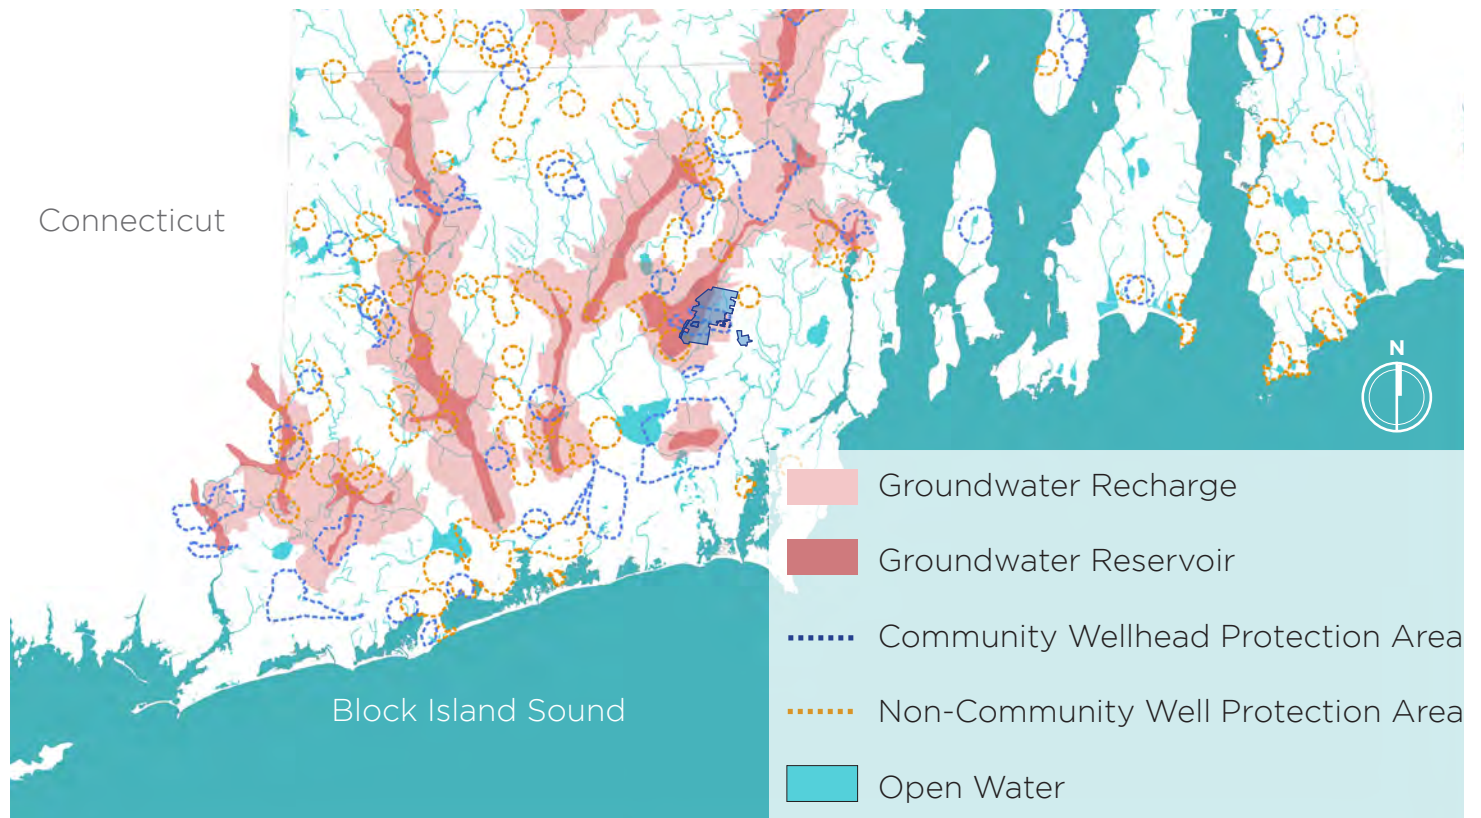 Connecticut
N
Groundwater Recharge
Groundwater Reservoir
Community Wellhead Protection Area
Block Island Sound
Non-Community Well Protection Area
Open Water